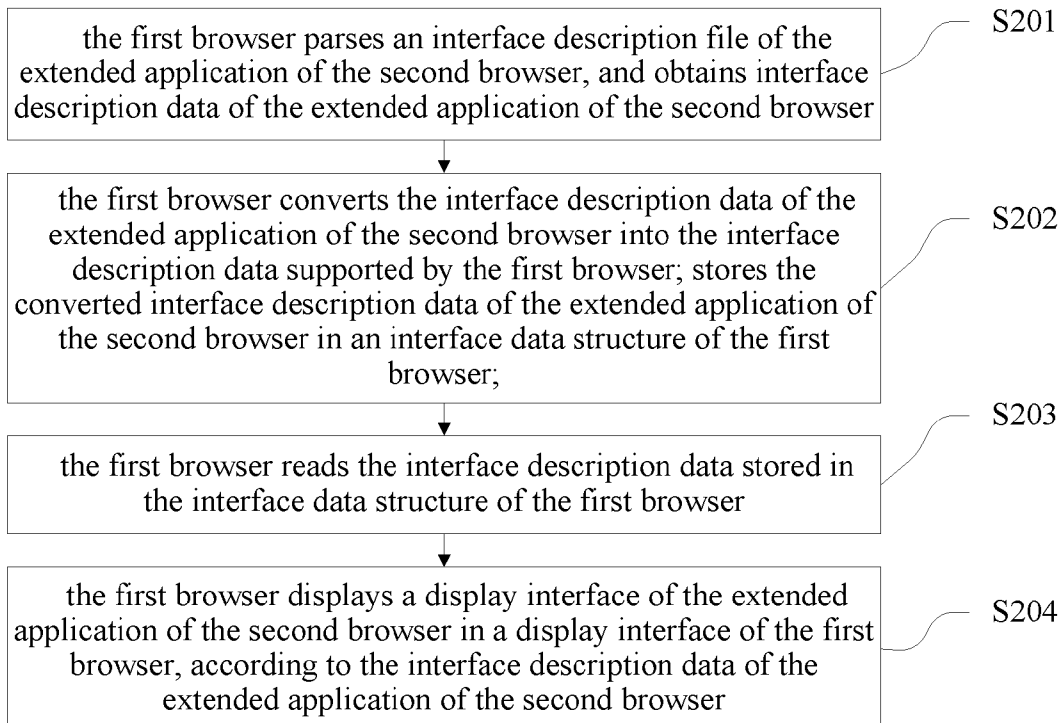 the first browser parses an interface description file of the
S201
extended application of the second browser, and obtains interface
description data of the extended application of the second browser
the first browser converts the interface description data of the
S202
extended application of the second browser into the interface
description data supported by the first browser; stores the
converted interface description data of the extended application of
the second browser in an interface data structure of the first
browser;
S203
the first browser reads the interface description data stored in
the interface data structure of the first browser
the first browser displays a display interface of the extended
S204
application of the second browser in a display interface of the first
browser, according to the interface description data of the
extended application of the second browser